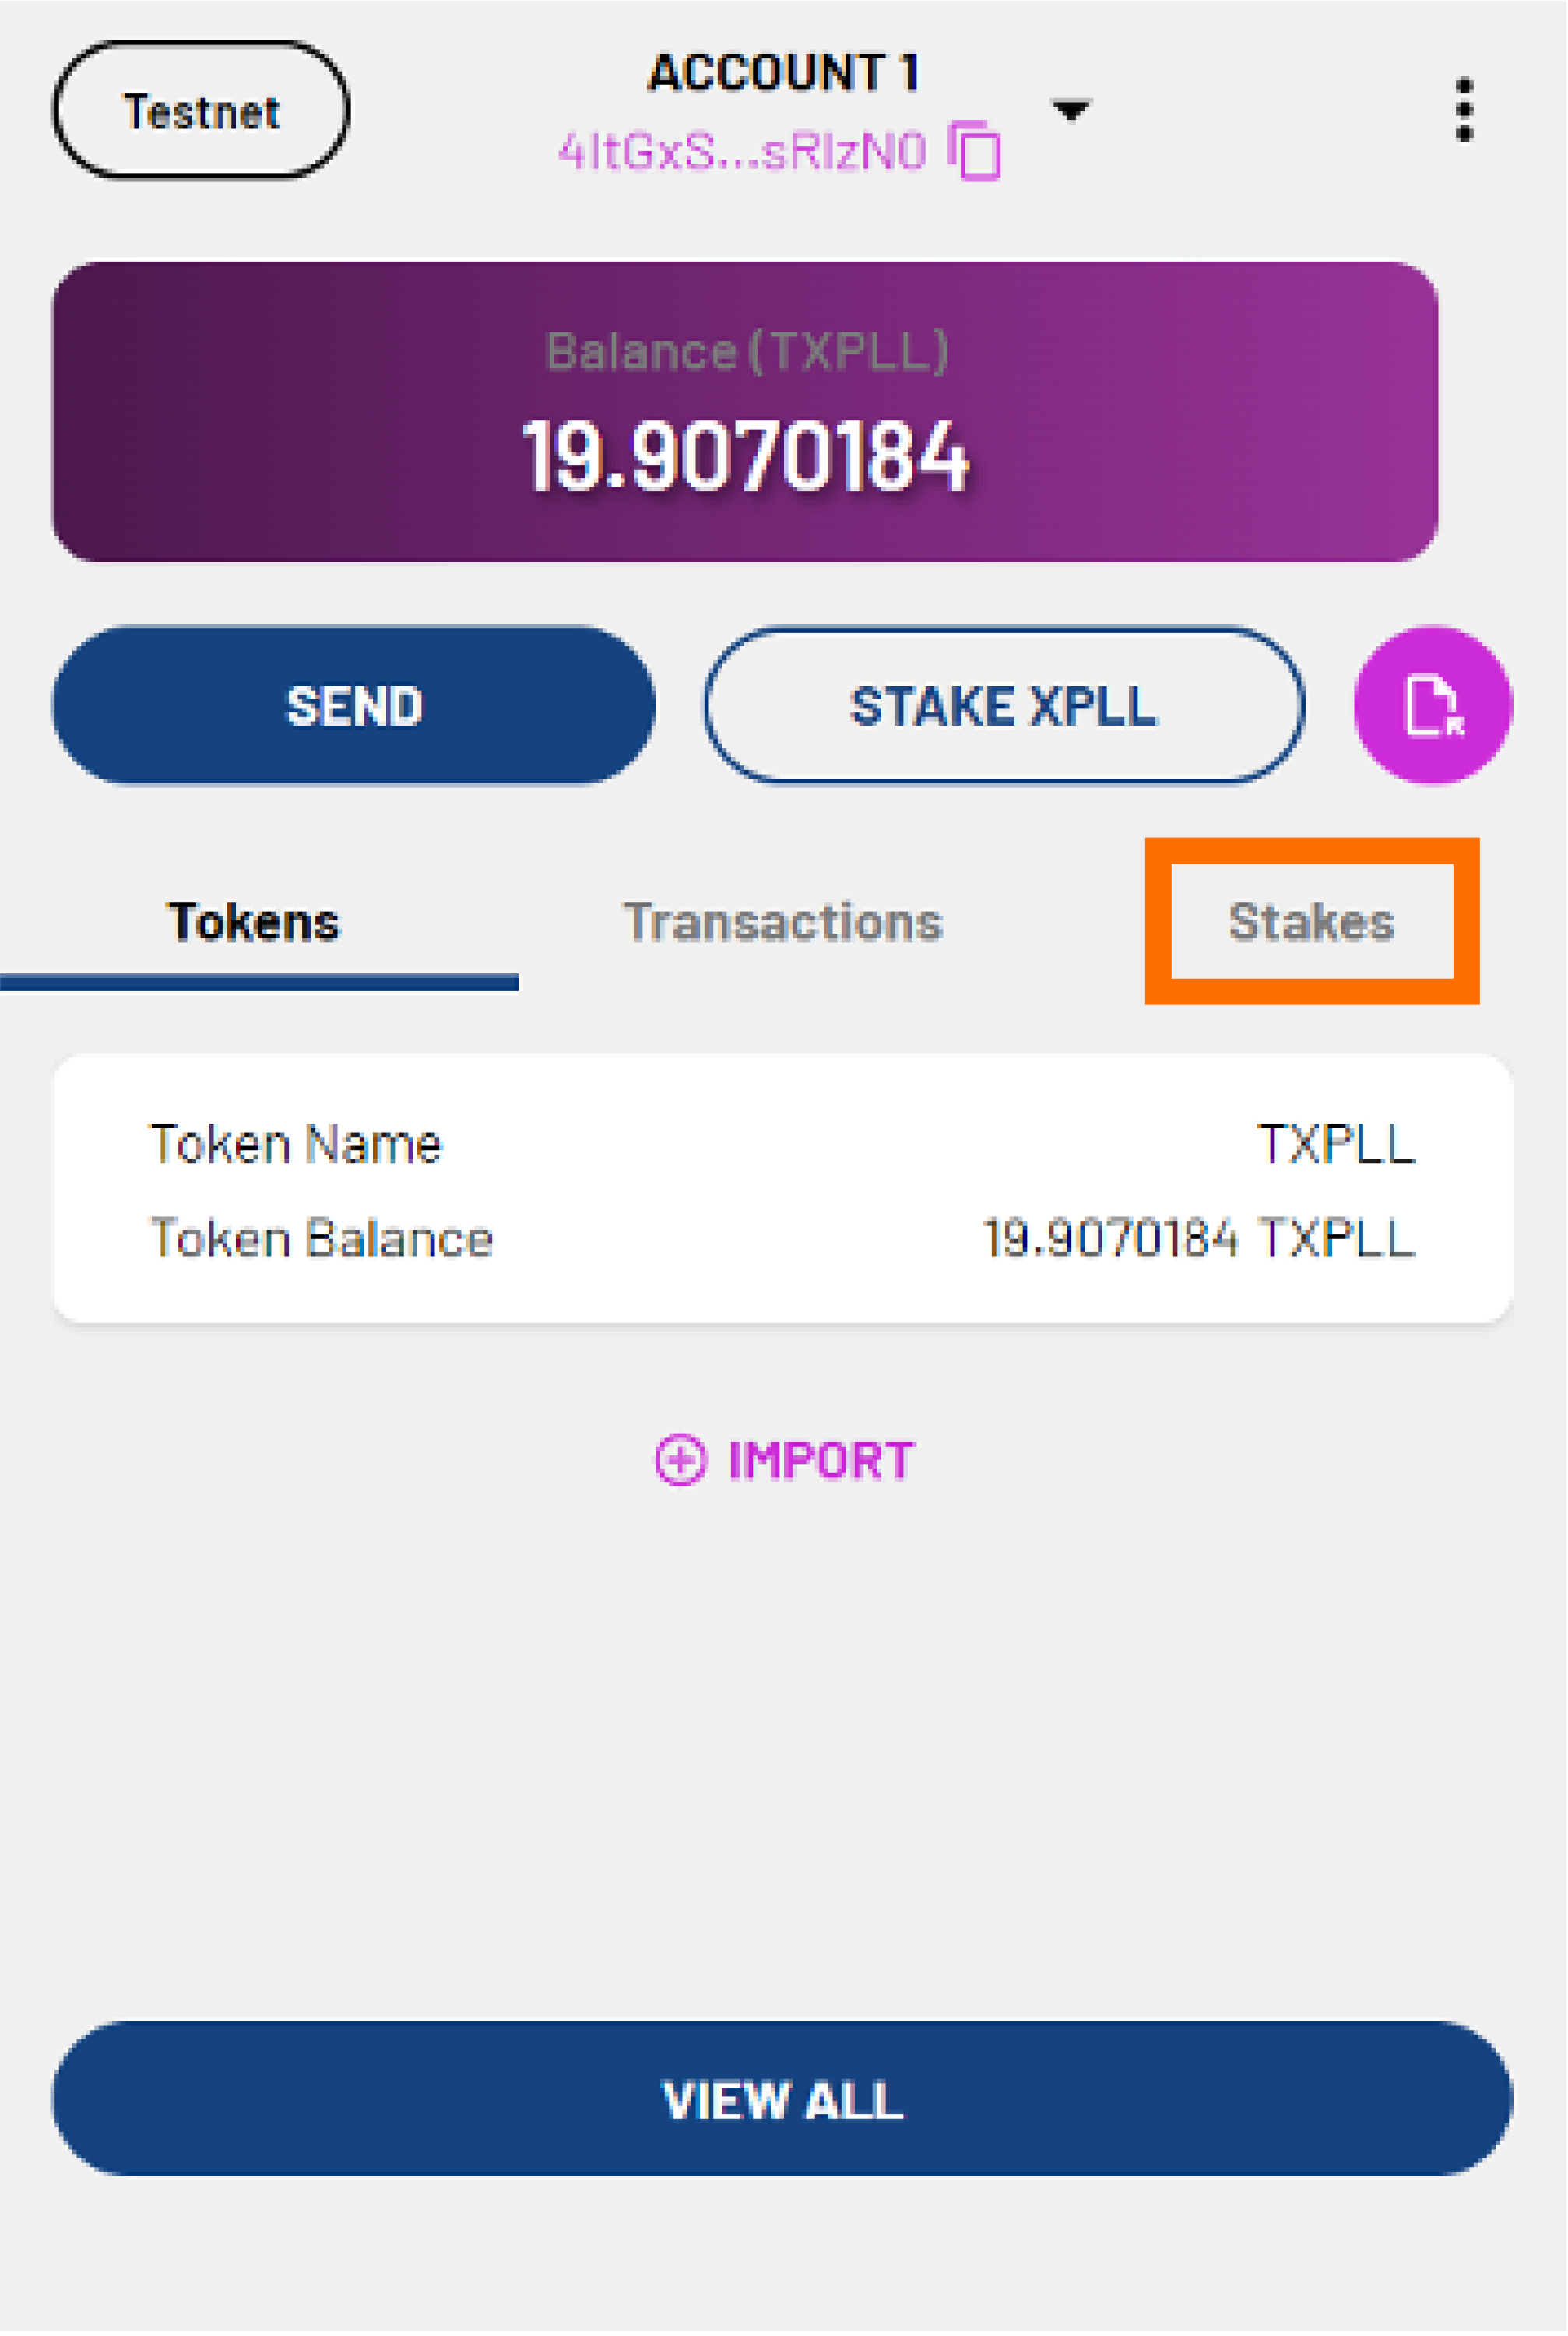 Testnet
ACCOUNT 1
4ItGxS...sRIzN0
Balance (TXPLL)
19.9070184
SEND
STAKE XPLL
Tokens
Transactions
Stakes
Token Name TXPLL
Token Balance 19.9070184 TXPLL
IMPORT
VIEW ALL